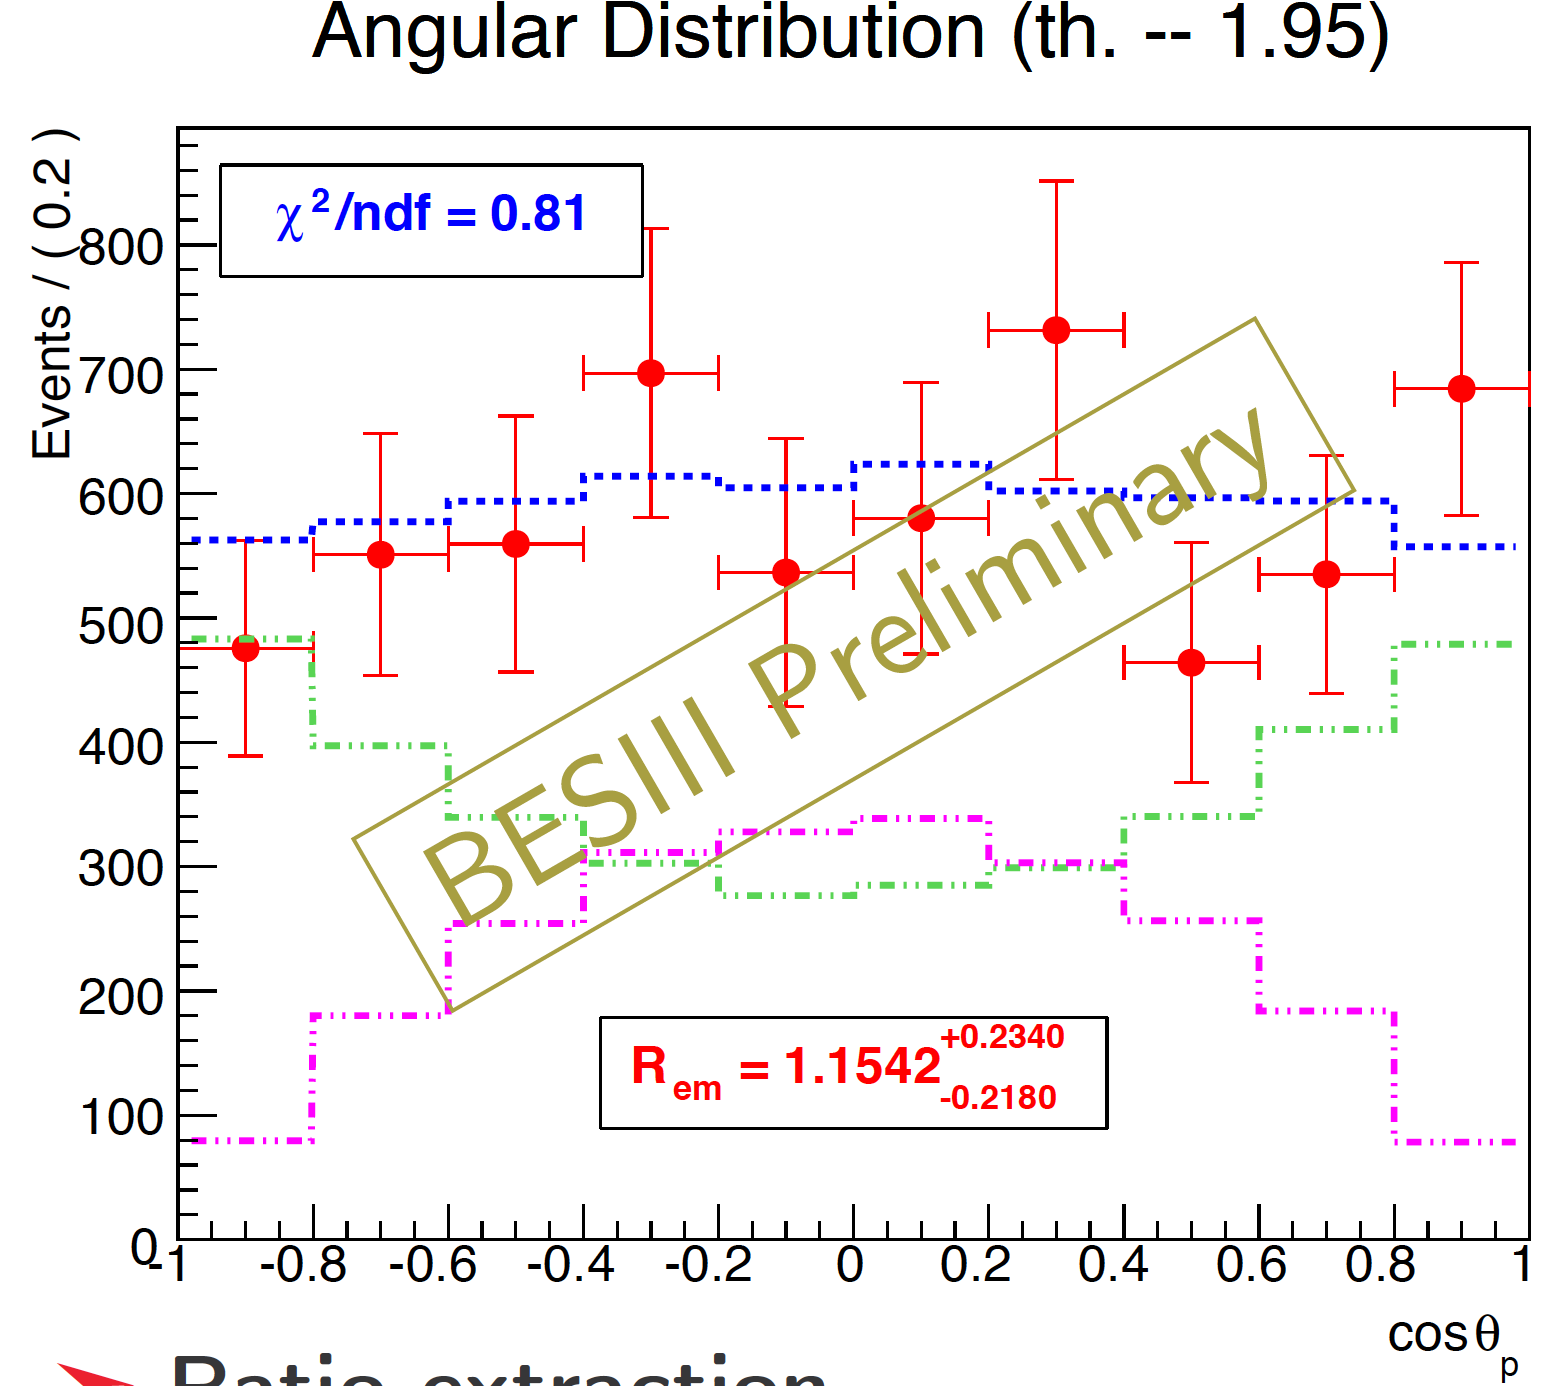 Angular Distribution (th. -- 1.95)
Events / ( 0.2 )
χ²/ndf = 0.81
800
700
600
500
400
300
200
100
0
BESIII Preliminary
R_em = 1.1542 +0.2340 -0.2180
-1 -0.8 -0.6 -0.4 -0.2 0 0.2 0.4 0.6 0.8 1
cosθ_p
Ratio extraction